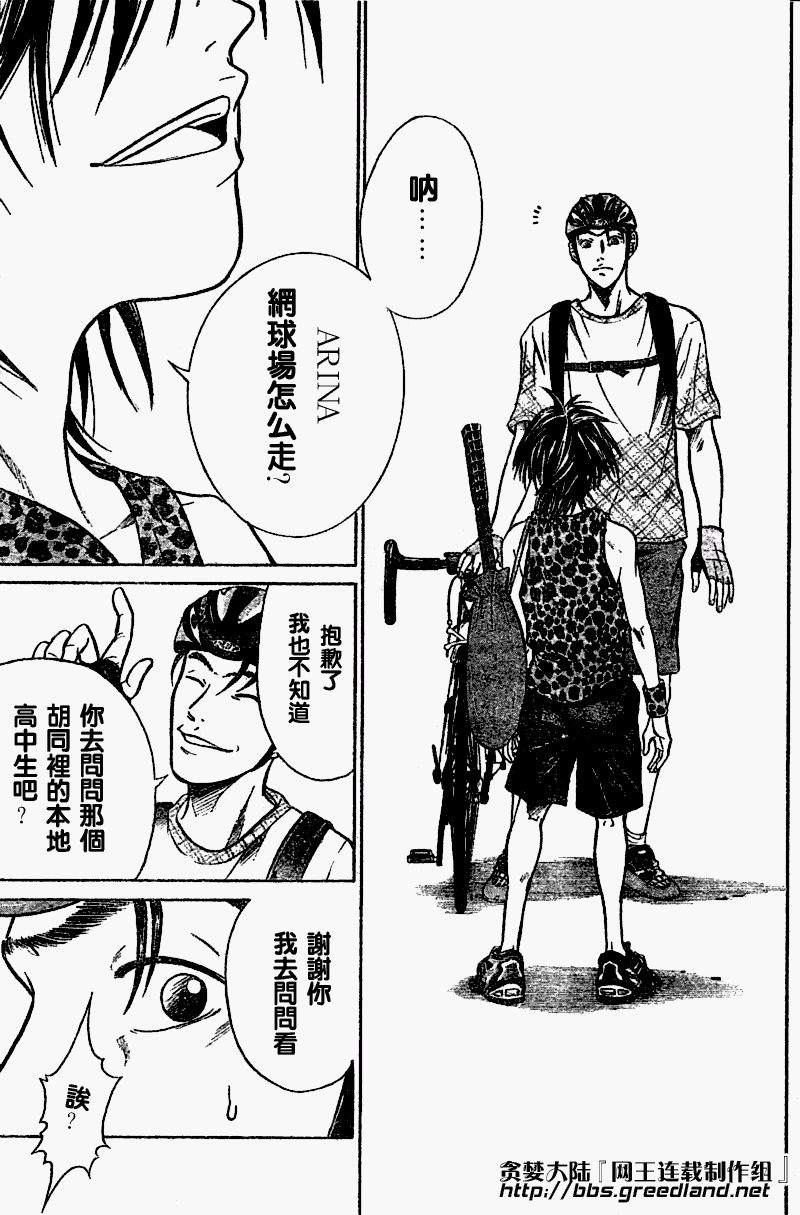 呐……
ARINA
網球場怎么走?
抱歉了
我也不知道
你去問問那個
胡同裡的本地
高中生吧?
謝謝你
我去問問看
誒?
贪婪大陆『网王连载制作组』
http://bbs.greedland.net